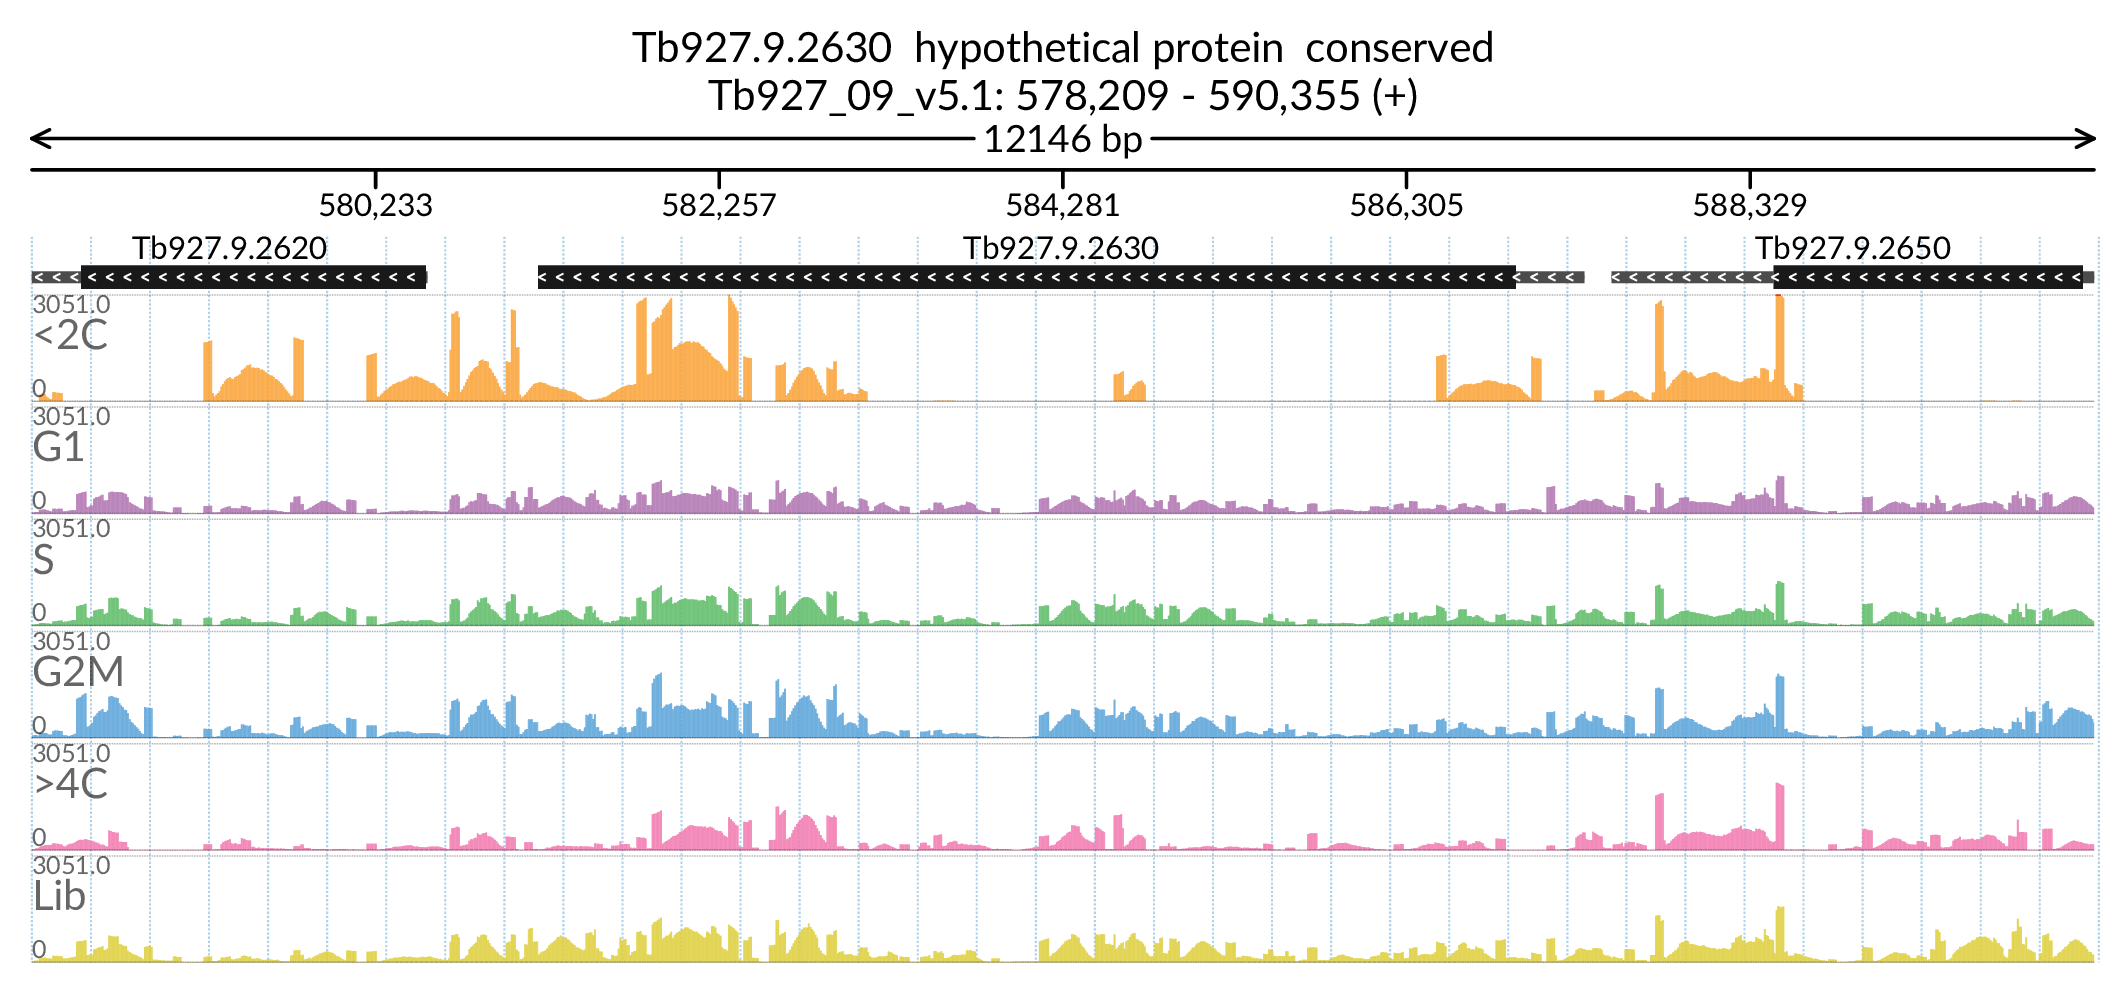 Tb927.9.2630 hypothetical protein conserved
Tb927_09_v5.1: 578,209 - 590,355 (+)
12146 bp
580,233 582,257 584,281 586,305 588,329
Tb927.9.2620 Tb927.9.2630 Tb927.9.2650
3051.0
<2C
0
3051.0
G1
0
3051.0
S
0
3051.0
G2M
0
3051.0
>4C
0
3051.0
Lib
0